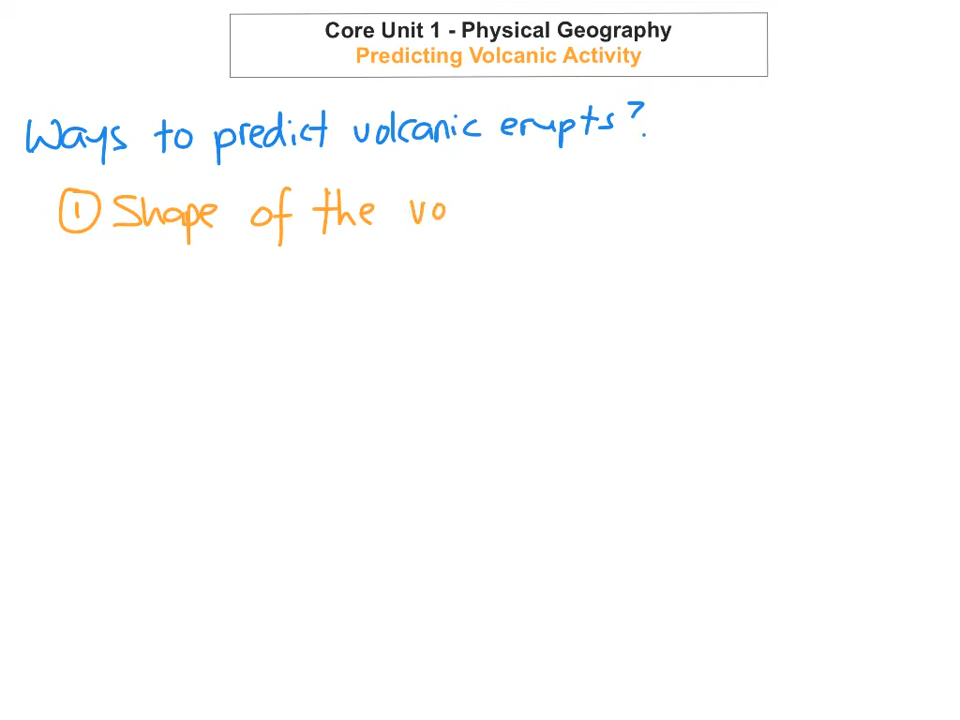 Core Unit 1 - Physical Geography
Predicting Volcanic Activity
Ways to predict volcanic erupts?
① Shape of the vo